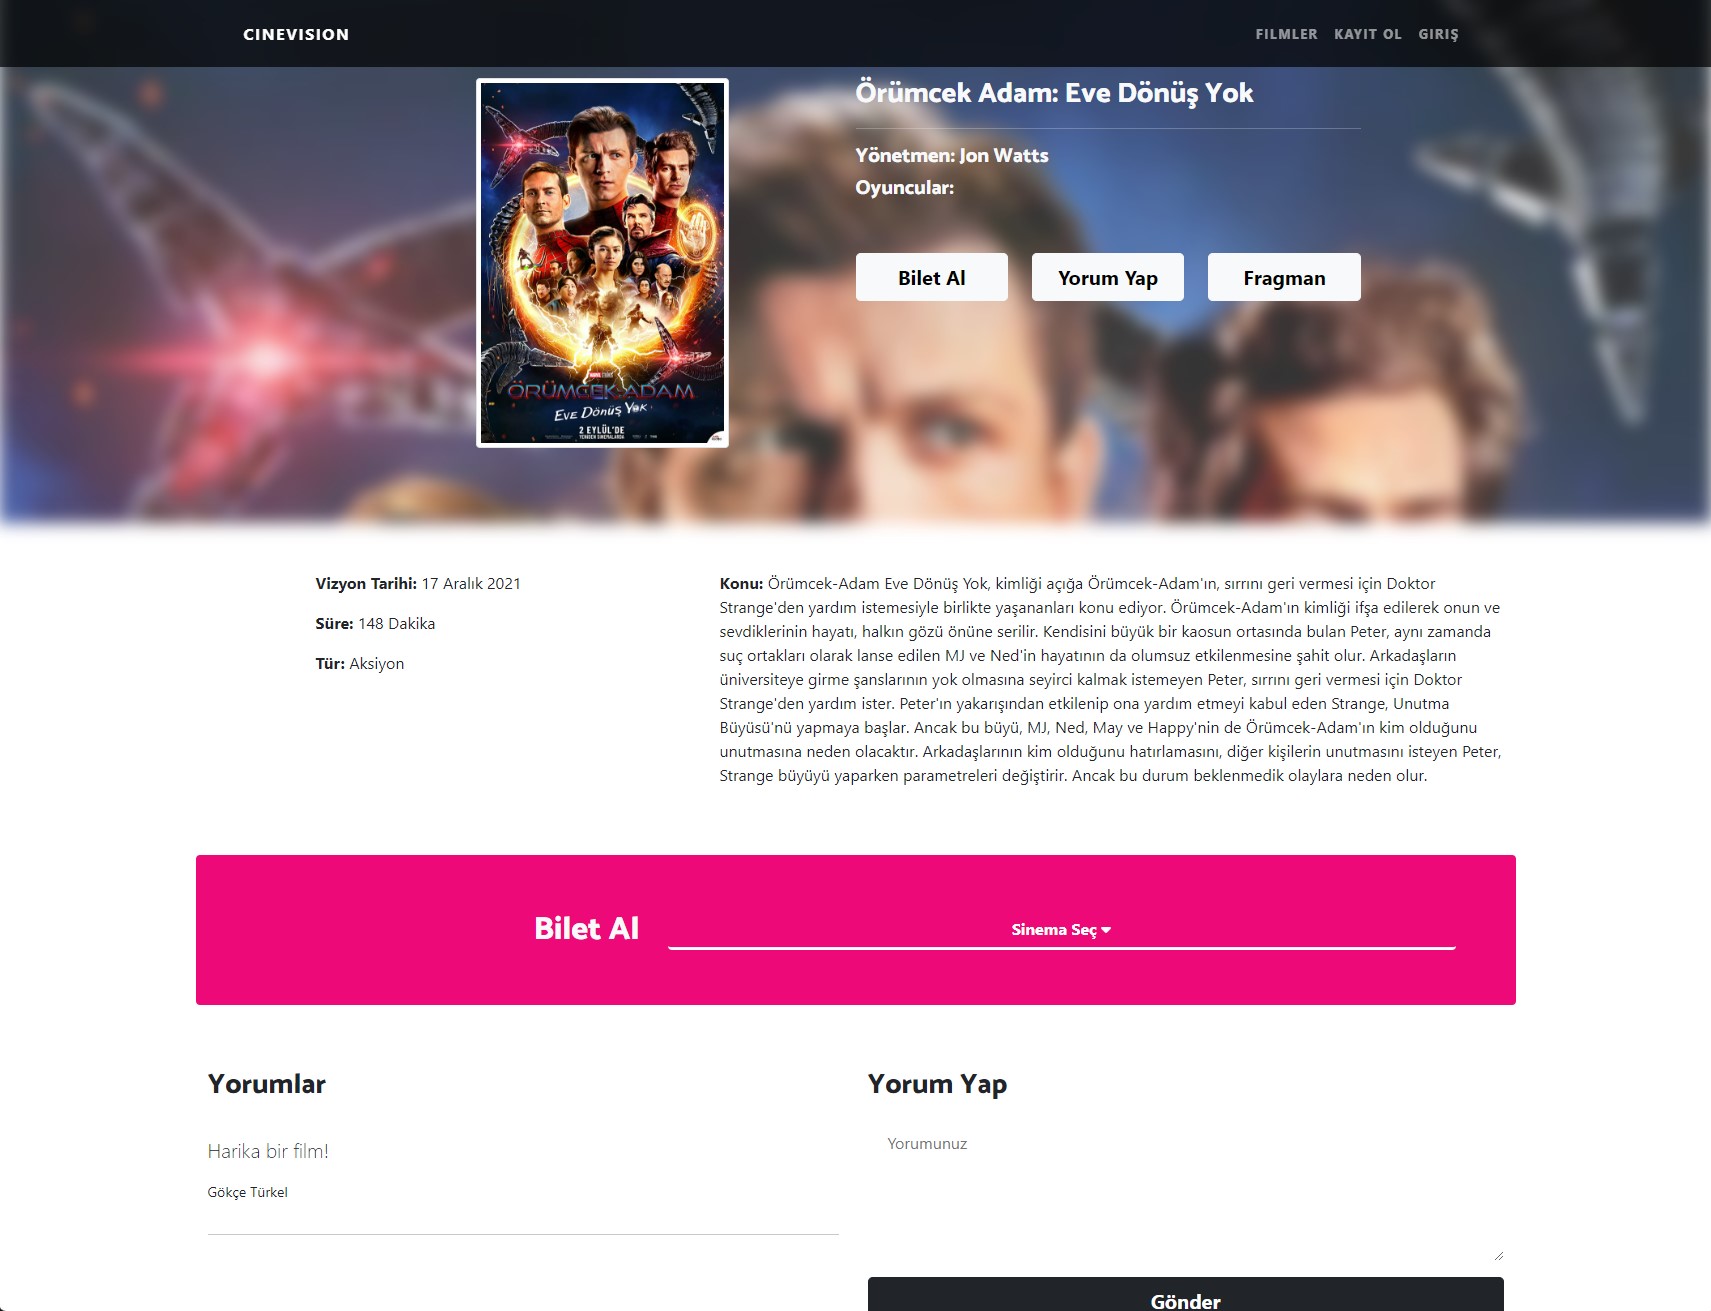 CINEVISION
FILMLER KAYIT OL GIRIŞ
Örümcek Adam: Eve Dönüş Yok
Yönetmen: Jon Watts
Oyuncular:
Bilet Al
Yorum Yap
Fragman
ÖRÜMCEK-ADAM
EVE DÖNÜŞ YOK
2 EYLÜL'DE
Vizyon Tarihi: 17 Aralık 2021
Süre: 148 Dakika
Tür: Aksiyon
Konu: Örümcek-Adam Eve Dönüş Yok, kimliği açığa Örümcek-Adam'ın, sırrını geri vermesi için Doktor
Strange'den yardım istemesiyle birlikte yaşananları konu ediyor. Örümcek-Adam'ın kimliği ifşa edilerek onun ve
sevdiklerinin hayatı, halkın gözü önüne serilir. Kendisini büyük bir kaosun ortasında bulan Peter, aynı zamanda
suç ortakları olarak lanse edilen MJ ve Ned'in hayatının da olumsuz etkilenmesine şahit olur. Arkadaşların
üniversiteye girme şanslarının yok olmasına seyirci kalmak istemeyen Peter, sırrını geri vermesi için Doktor
Strange'den yardım ister. Peter'ın yakarışından etkilenip ona yardım etmeyi kabul eden Strange, Unutma
Büyüsü'nü yapmaya başlar. Ancak bu büyü, MJ, Ned, May ve Happy'nin de Örümcek-Adam'ın kim olduğunu
unutmasına neden olacaktır. Arkadaşlarının kim olduğunu hatırlamasını, diğer kişilerin unutmasını isteyen Peter,
Strange büyüyü yaparken parametreleri değiştirir. Ancak bu durum beklenmedik olaylara neden olur.
Bilet Al
Sinema Seç
Yorumlar
Harika bir film!
Gökçe Türkel
Yorum Yap
Yorumunuz
Gönder